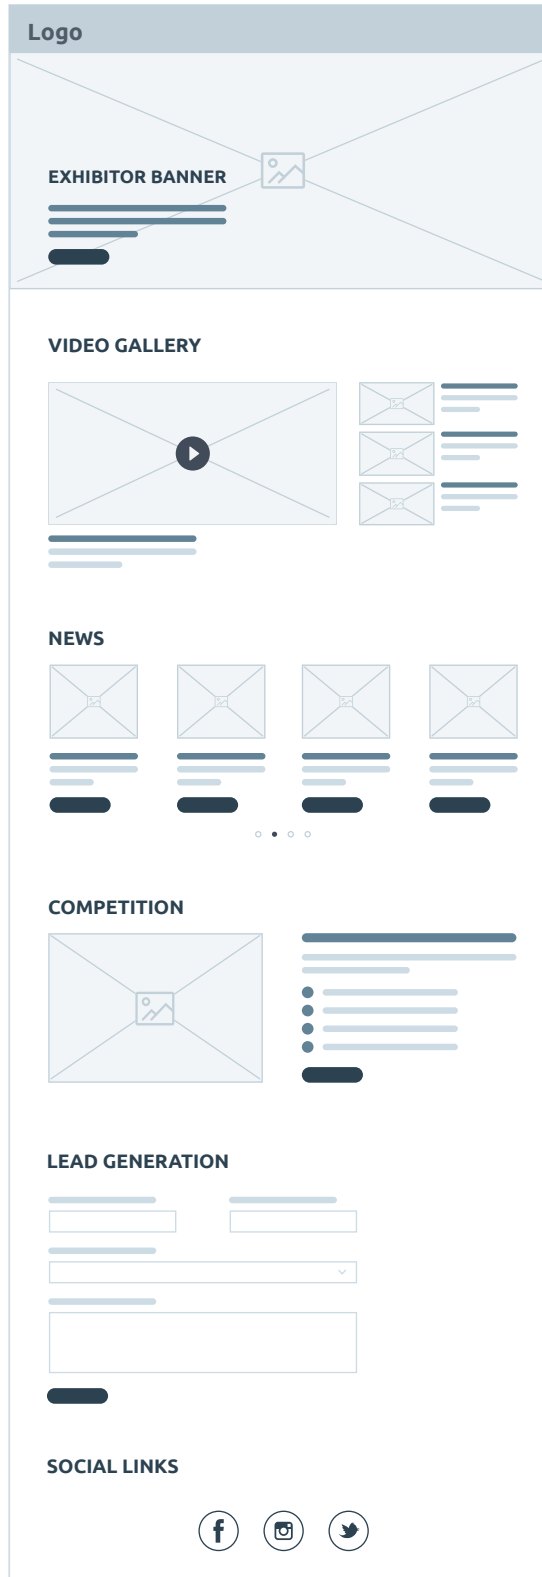 Logo
EXHIBITOR BANNER
VIDEO GALLERY
NEWS
COMPETITION
LEAD GENERATION
SOCIAL LINKS